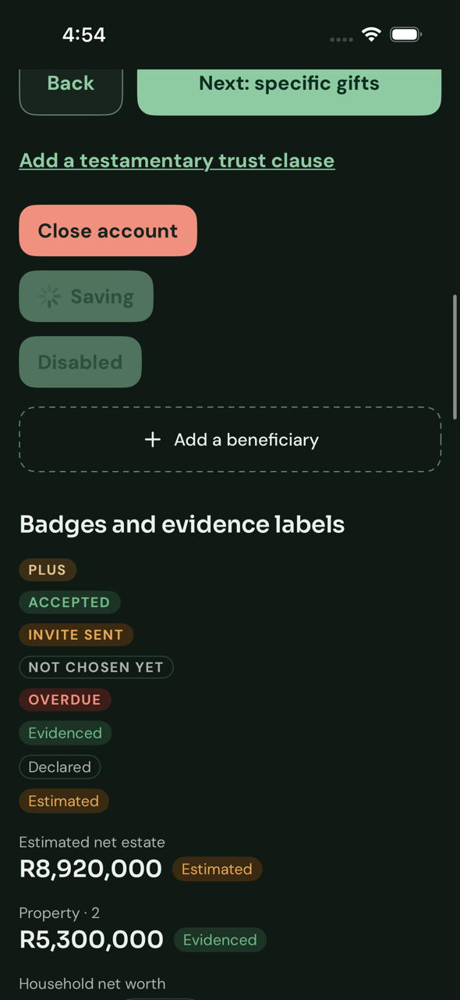 4:54
Back
Next: specific gifts
Add a testamentary trust clause
Close account
Saving
Disabled
+ Add a beneficiary
Badges and evidence labels
PLUS
ACCEPTED
INVITE SENT
NOT CHOSEN YET
OVERDUE
Evidenced
Declared
Estimated
Estimated net estate
R8,920,000 Estimated
Property · 2
R5,300,000 Evidenced
Household net worth